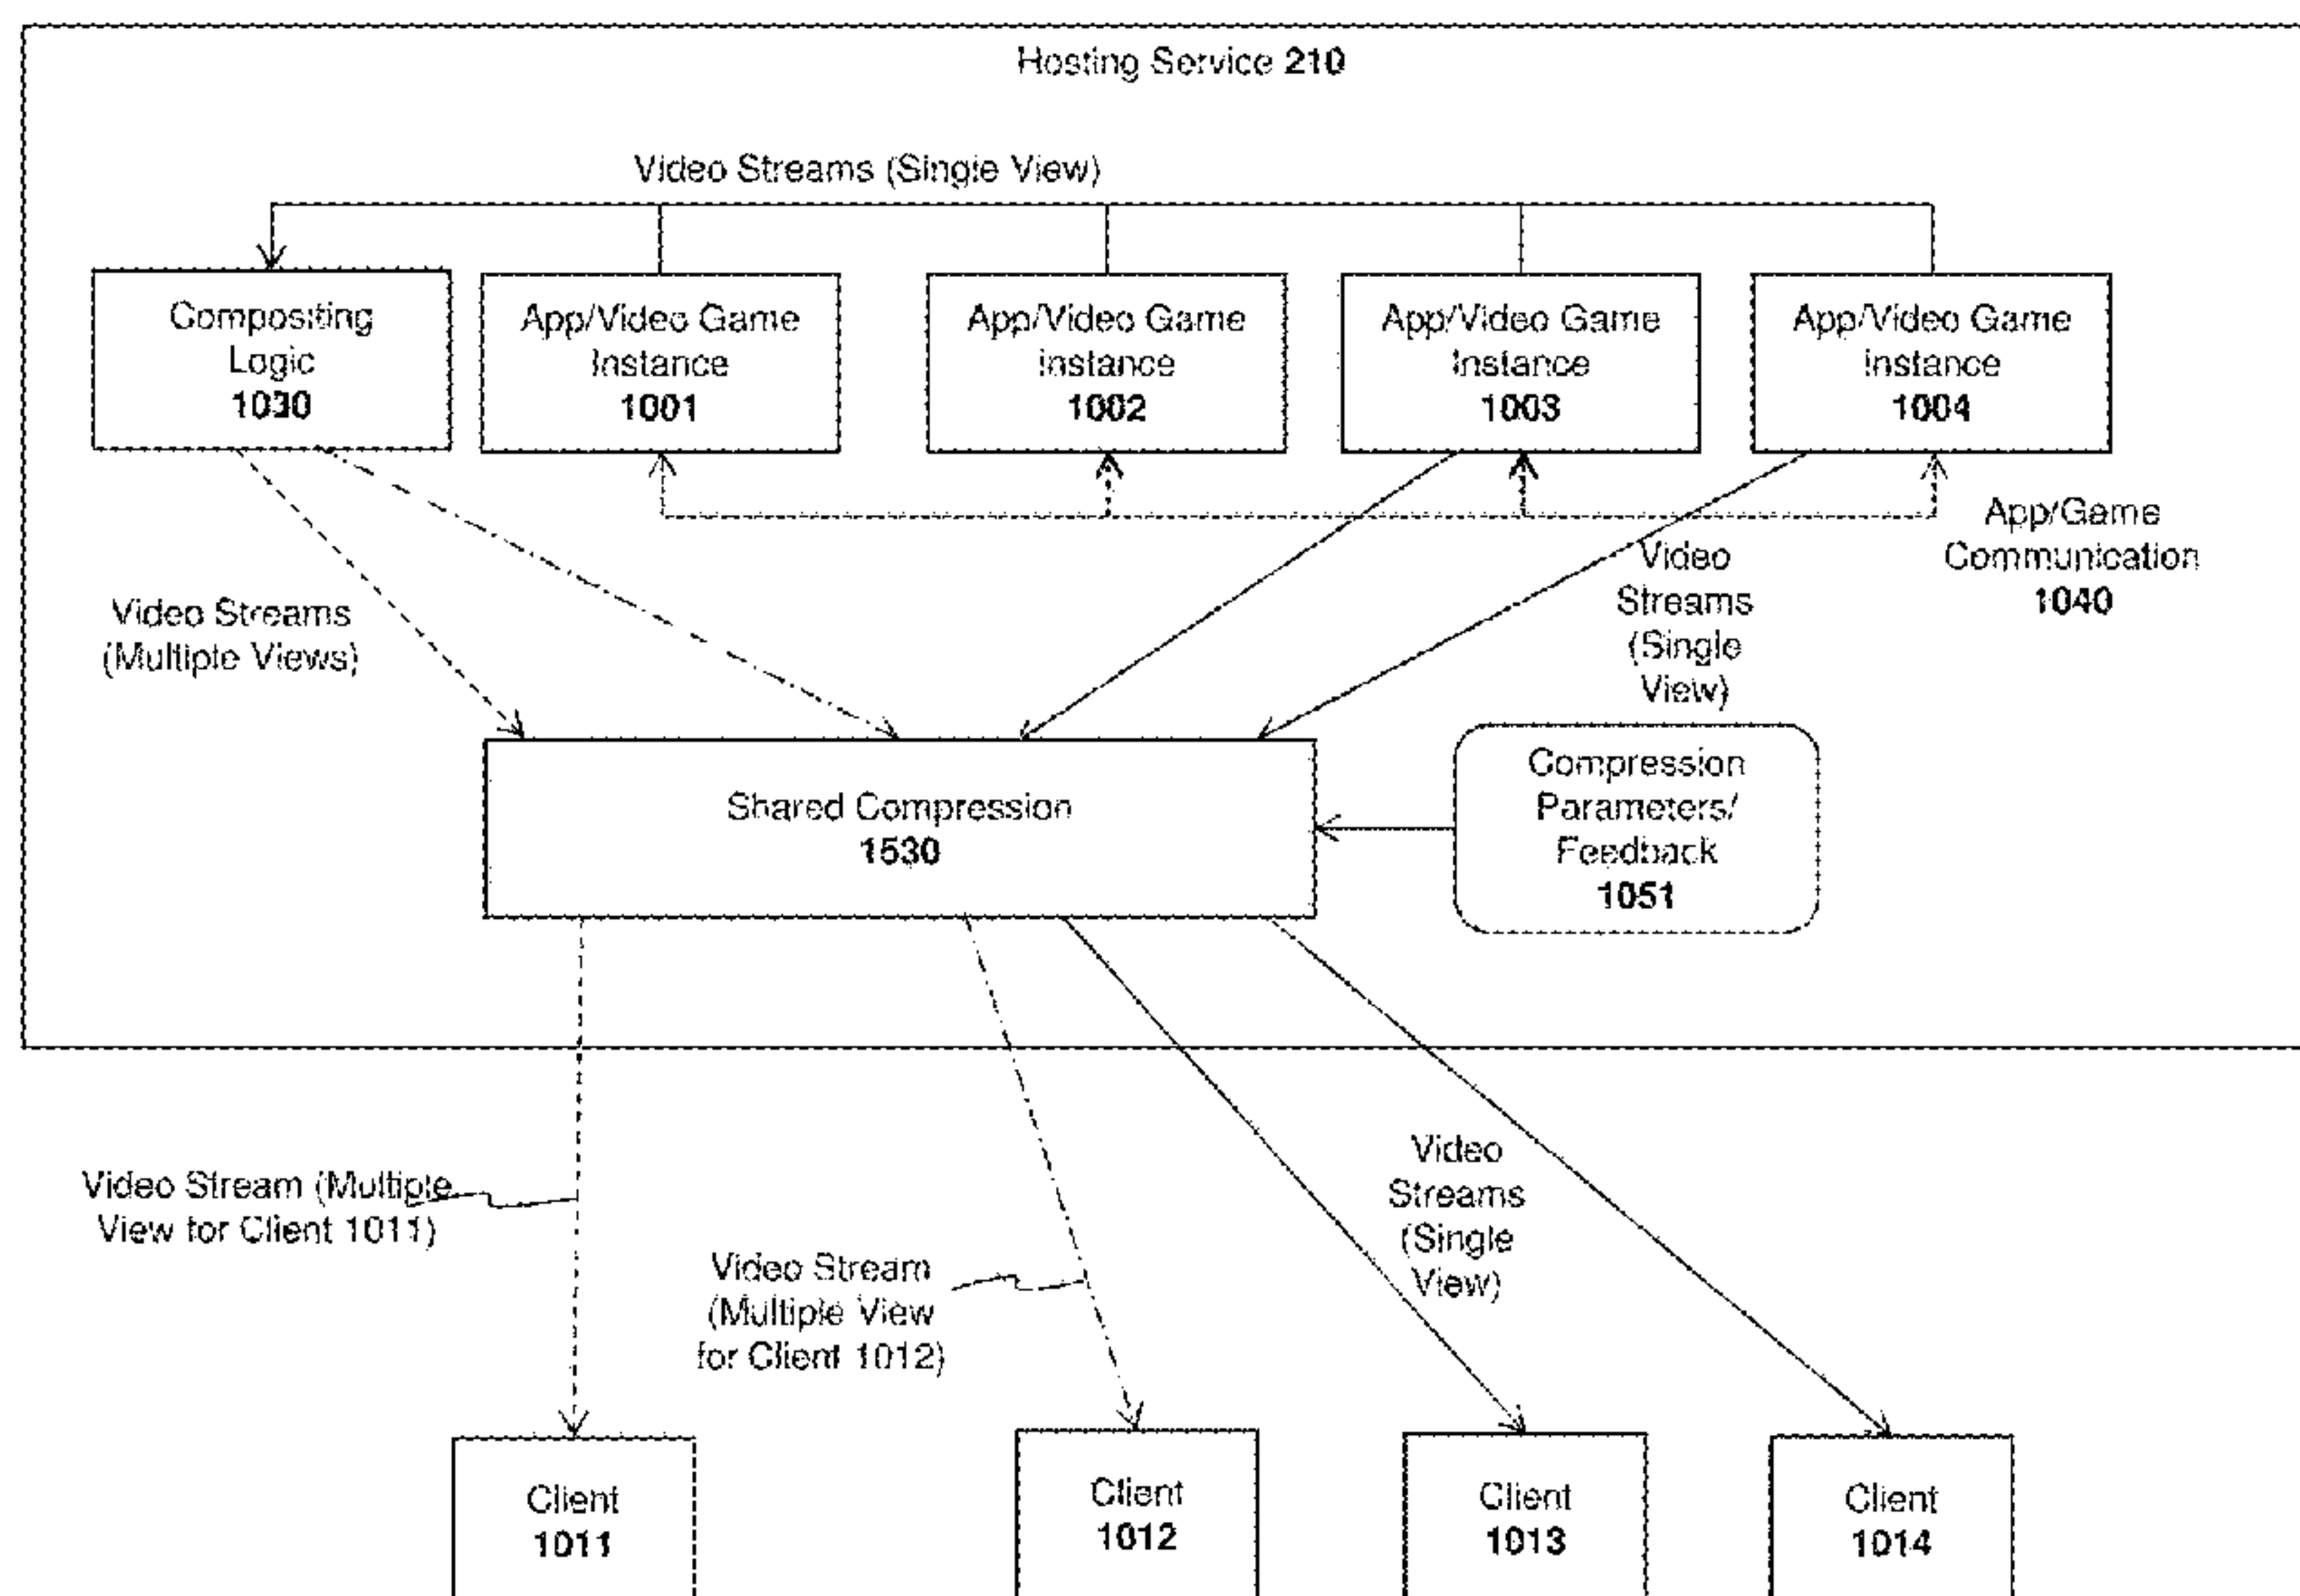 Hosting Service 210
Video Streams (Single View)
Compositing
Logic
1030
App/Video Game
Instance
1001
App/Video Game
Instance
1002
App/Video Game
Instance
1003
App/Video Game
Instance
1004
App/Game
Communication
1040
Video
Streams
(Single
View)
Video Streams
(Multiple Views)
Shared Compression
1530
Compression
Parameters/
Feedback
1051
Video Stream (Multiple
View for Client 1011)
Video Stream
(Multiple View
for Client 1012)
Video
Streams
(Single
View)
Client
1011
Client
1012
Client
1013
Client
1014